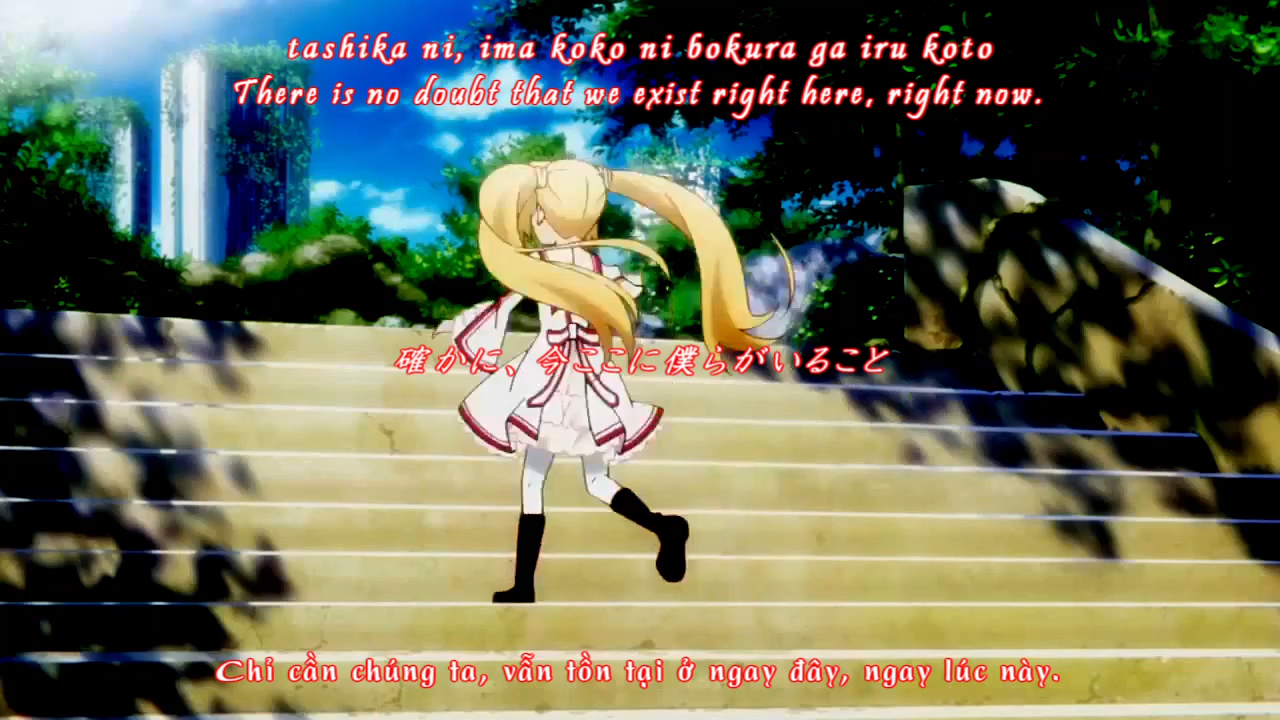 tashika ni, ima koko ni bokura ga iru koto
There is no doubt that we exist right here, right now.
確かに、今ここに僕らがいること
Chỉ cần chúng ta, vẫn tồn tại ở ngay đây, ngay lúc này.